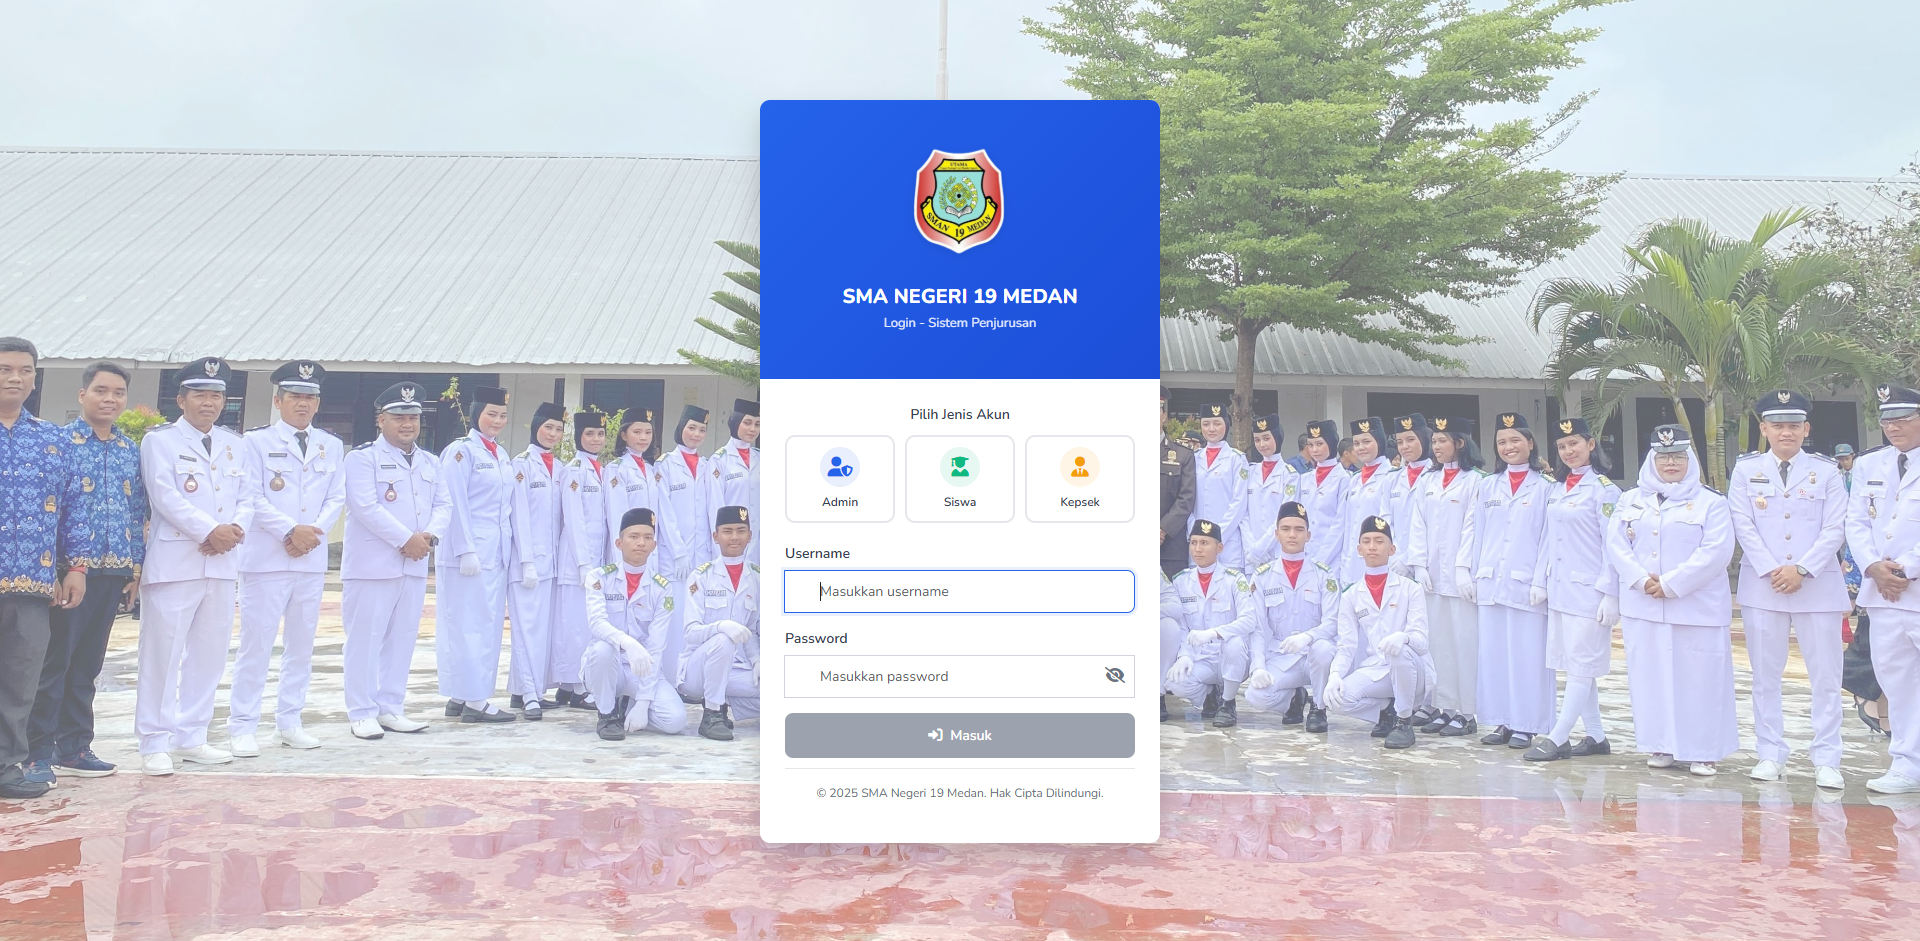 UTAMA
SMAN 19 MEDAN
SMA NEGERI 19 MEDAN
Login - Sistem Penjurusan
Pilih Jenis Akun
Admin
Siswa
Kepsek
Username
Masukkan username
Password
Masukkan password
Masuk
© 2025 SMA Negeri 19 Medan. Hak Cipta Dilindungi.